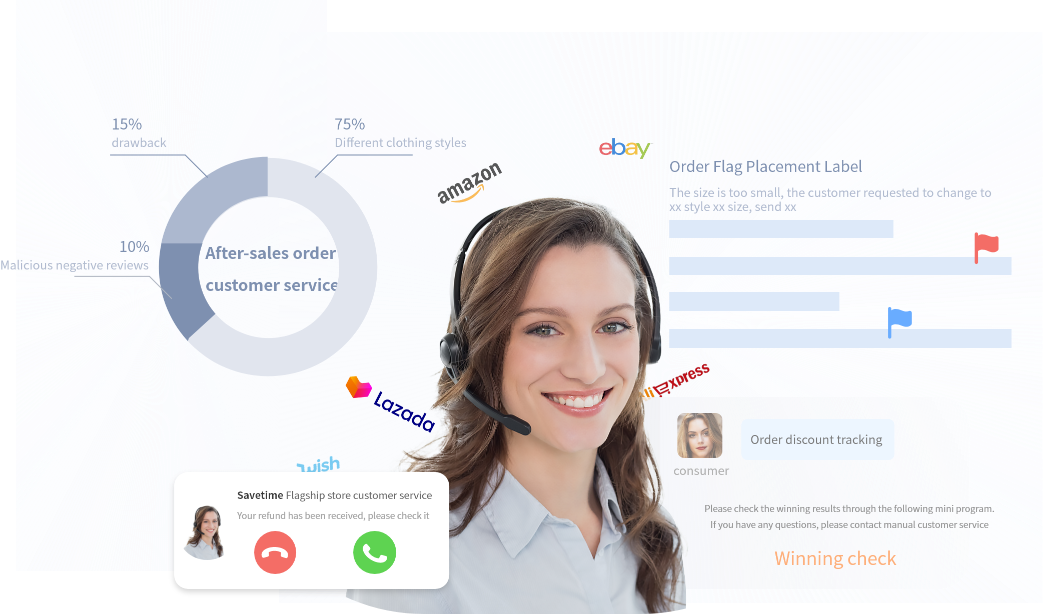 15%
drawback
75%
Different clothing styles
10%
Malicious negative reviews
After-sales order
customer service
amazon
ebay
Lazada
wish
AliExpress
Order Flag Placement Label
The size is too small, the customer requested to change to
xx style xx size, send xx
consumer
Order discount tracking
Please check the winning results through the following mini program.
If you have any questions, please contact manual customer service
Winning check
Savetime Flagship store customer service
Your refund has been received, please check it